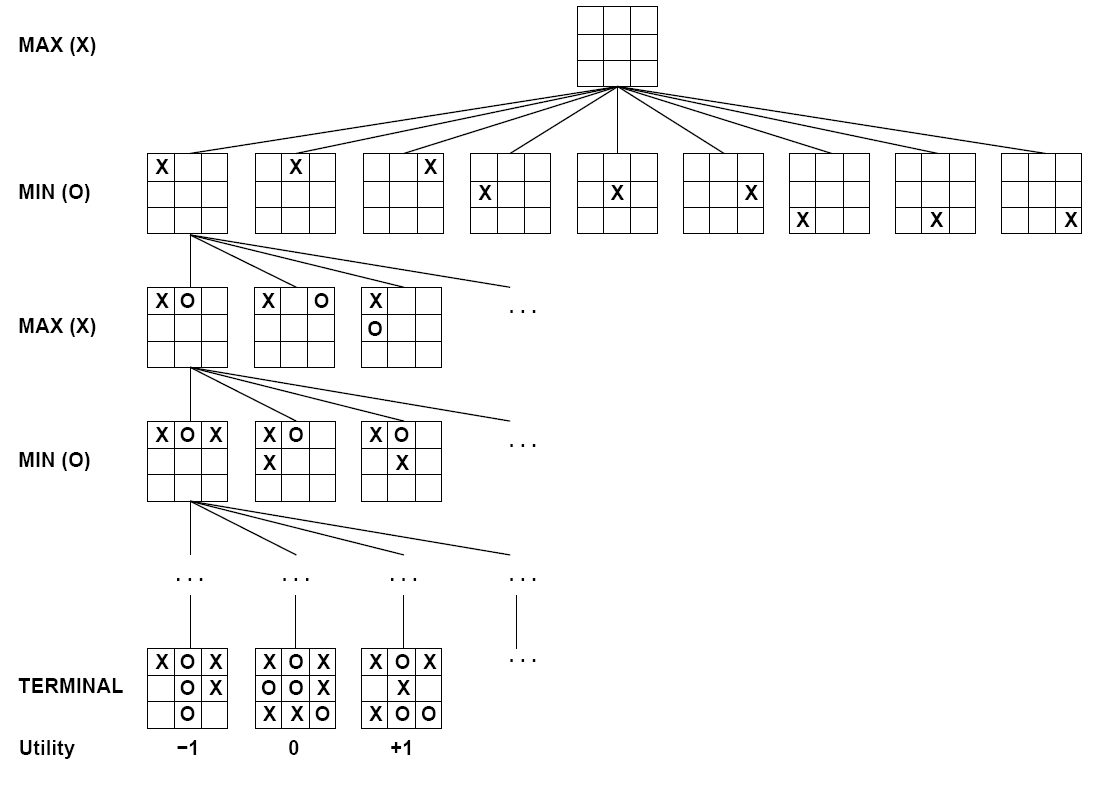 MAX (X)
X X X X X X X X X
MIN (O)
X O X O X
MAX (X)
O
. . .
X O X X O X O
MIN (O)
X X
. . .
. . . . . . . . . . . .
X O X X O X X O X
. . .
TERMINAL
O X O O X X
O X X O X O O
Utility
−1 0 +1